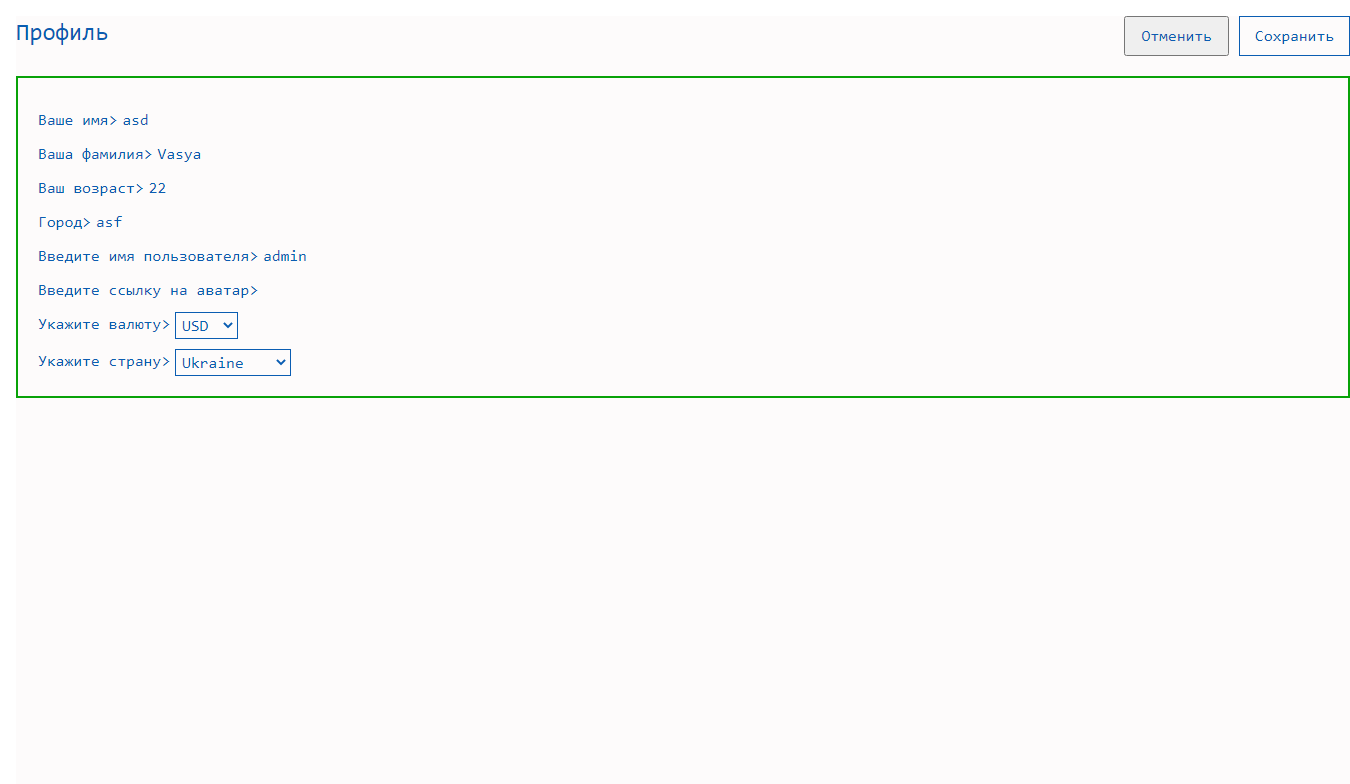 Профиль
Отменить
Сохранить
Ваше имя> asd
Ваша фамилия> Vasya
Ваш возраст> 22
Город> asf
Введите имя пользователя> admin
Введите ссылку на аватар>
Укажите валюту> USD
Укажите страну> Ukraine